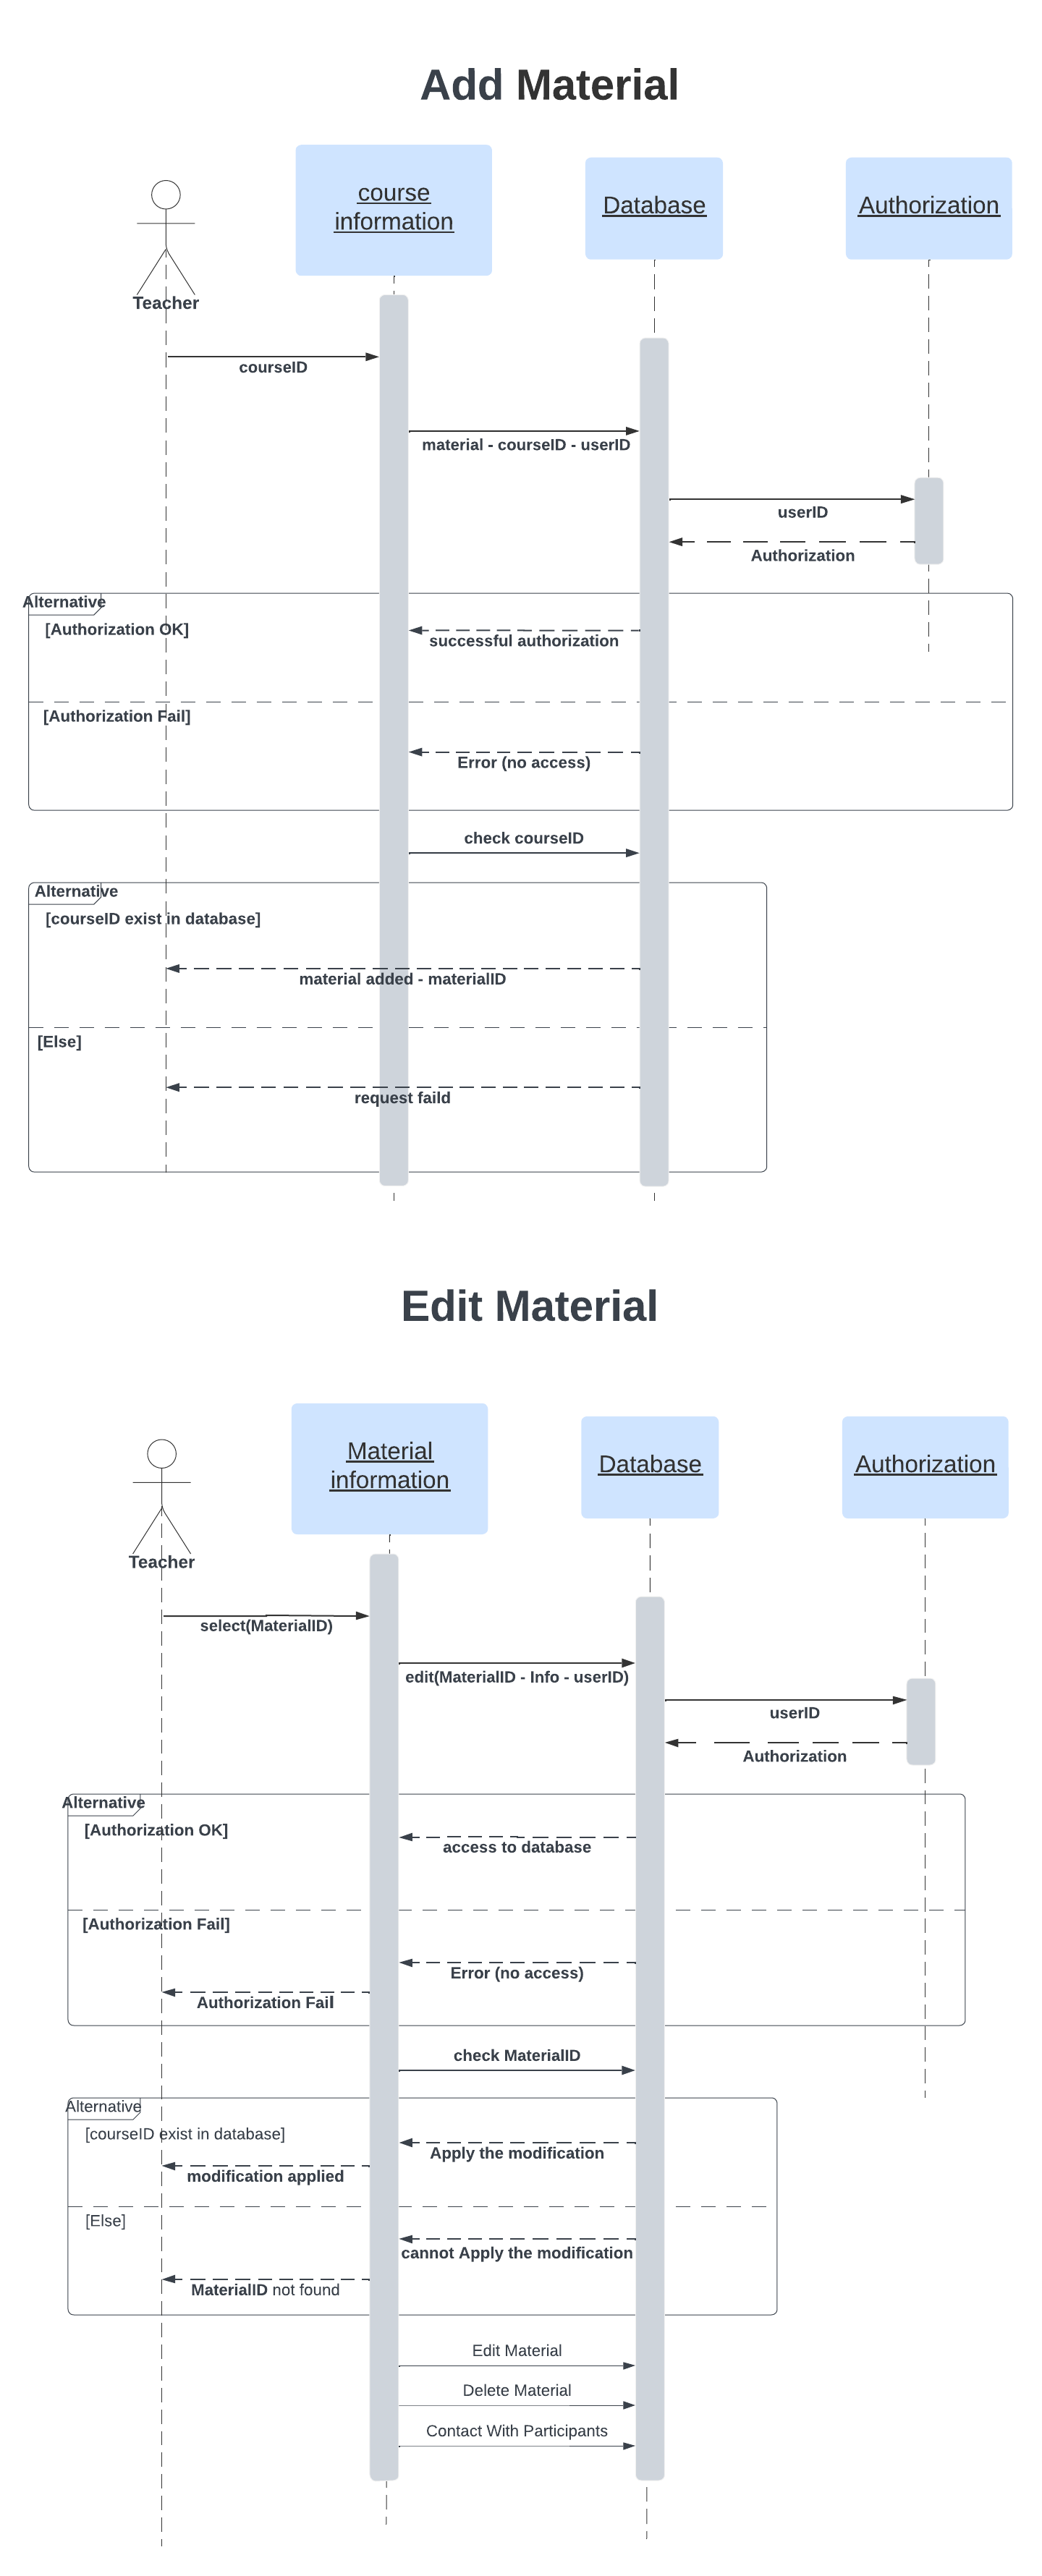 Add Material
course
information
Database
Authorization
Teacher
courseID
material - courseID - userID
userID
Authorization
Alternative
[Authorization OK]
successful authorization
[Authorization Fail]
Error (no access)
check courseID
Alternative
[courseID exist in database]
material added - materialID
[Else]
request faild
Edit Material
Material
information
Database
Authorization
Teacher
select(MaterialID)
edit(MaterialID - Info - userID)
userID
Authorization
Alternative
[Authorization OK]
access to database
[Authorization Fail]
Error (no access)
Authorization Fail
check MaterialID
Alternative
[courseID exist in database]
Apply the modification
modification applied
[Else]
cannot Apply the modification
MaterialID not found
Edit Material
Delete Material
Contact With Participants